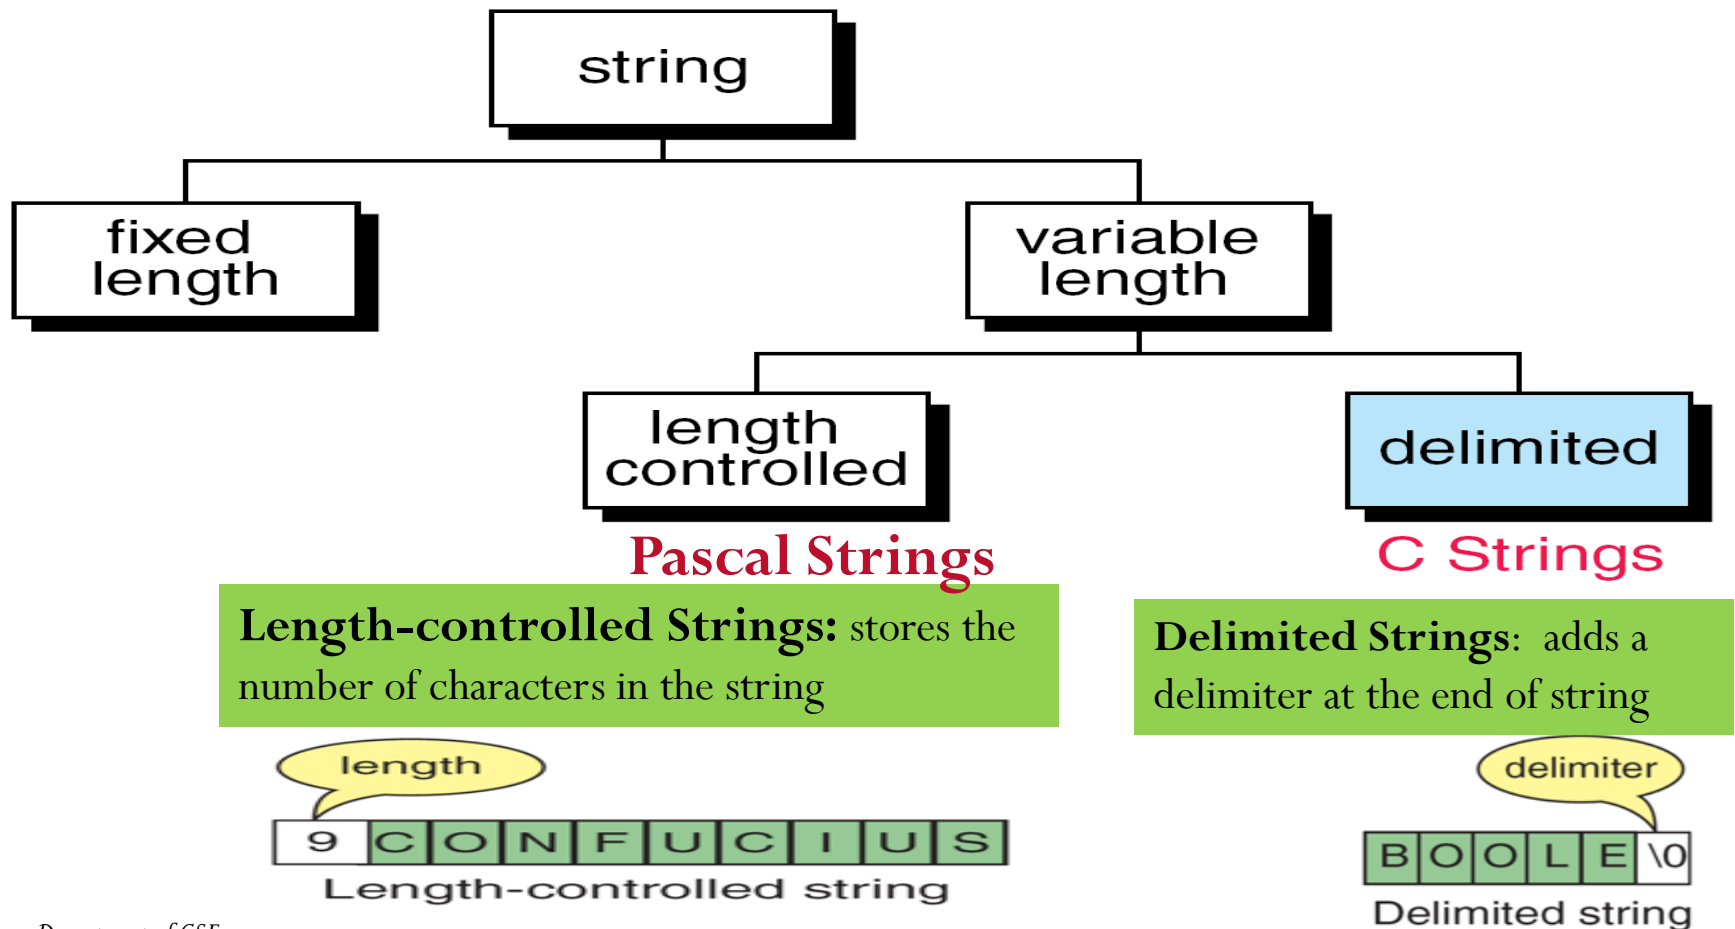 string
fixed
length
variable
length
length
controlled
delimited
Pascal Strings
C Strings
Length-controlled Strings: stores the
number of characters in the string
Delimited Strings: adds a
delimiter at the end of string
length
9 C O N F U C I U S
Length-controlled string
delimiter
B O O L E \0
Delimited string